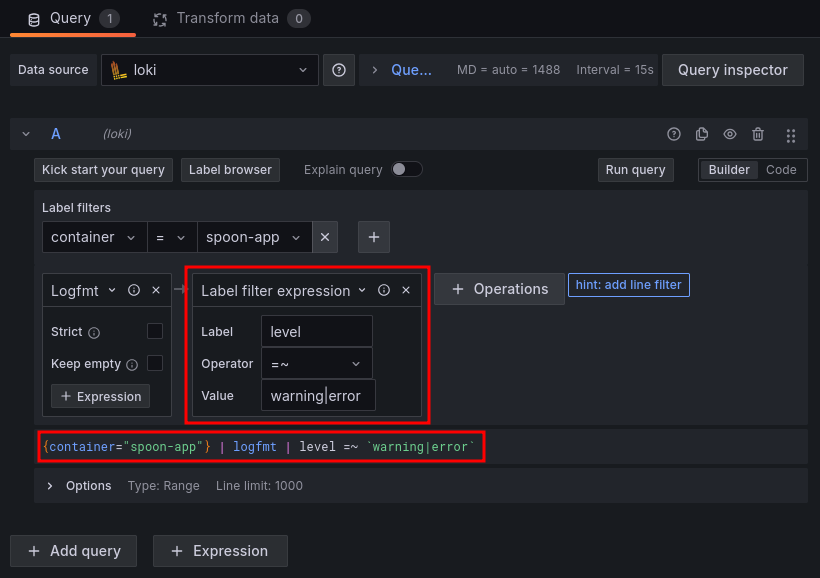 Query 1 Transform data 0
Data source loki Que... MD = auto = 1488 Interval = 15s Query inspector
A (loki)
Kick start your query Label browser Explain query Run query Builder Code
Label filters
container = spoon-app
Logfmt Label filter expression + Operations hint: add line filter
Strict Label level
Keep empty Operator =~
+ Expression Value warning|error
{container="spoon-app"} | logfmt | level =~ `warning|error`
Options Type: Range Line limit: 1000
+ Add query + Expression